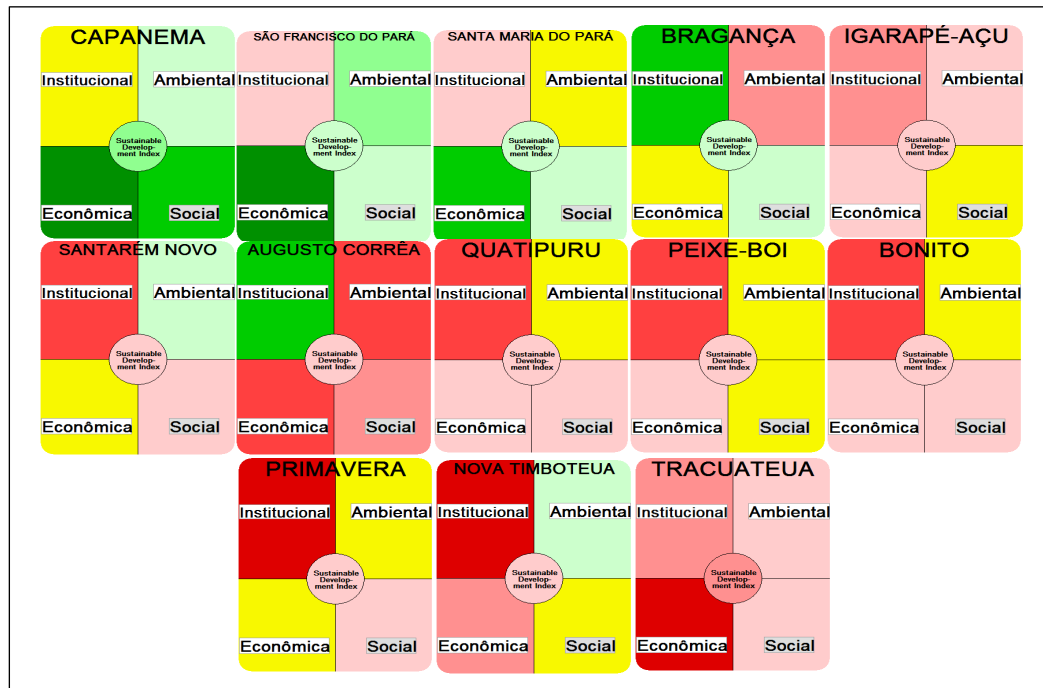 CAPANEMA
Institucional
Ambiental
Sustainable
Develop-
ment Index
Econômica
Social
SÃO FRANCISCO DO PARÁ
Institucional
Ambiental
Sustainable
Develop-
ment Index
Econômica
Social
SANTA MARIA DO PARÁ
Institucional
Ambiental
Sustainable
Develop-
ment Index
Econômica
Social
BRAGANÇA
Institucional
Ambiental
Sustainable
Develop-
ment Index
Econômica
Social
IGARAPÉ-AÇU
Institucional
Ambiental
Sustainable
Develop-
ment Index
Econômica
Social
SANTARÉM NOVO
Institucional
Ambiental
Sustainable
Develop-
ment Index
Econômica
Social
AUGUSTO CORRÊA
Institucional
Ambiental
Sustainable
Develop-
ment Index
Econômica
Social
QUATIPURU
Institucional
Ambiental
Sustainable
Develop-
ment Index
Econômica
Social
PEIXE-BOI
Institucional
Ambiental
Sustainable
Develop-
ment Index
Econômica
Social
BONITO
Institucional
Ambiental
Sustainable
Develop-
ment Index
Econômica
Social
PRIMAVERA
Institucional
Ambiental
Sustainable
Develop-
ment Index
Econômica
Social
NOVA TIMBOTEUA
Institucional
Ambiental
Sustainable
Develop-
ment Index
Econômica
Social
TRACUATEUA
Institucional
Ambiental
Sustainable
Develop-
ment Index
Econômica
Social